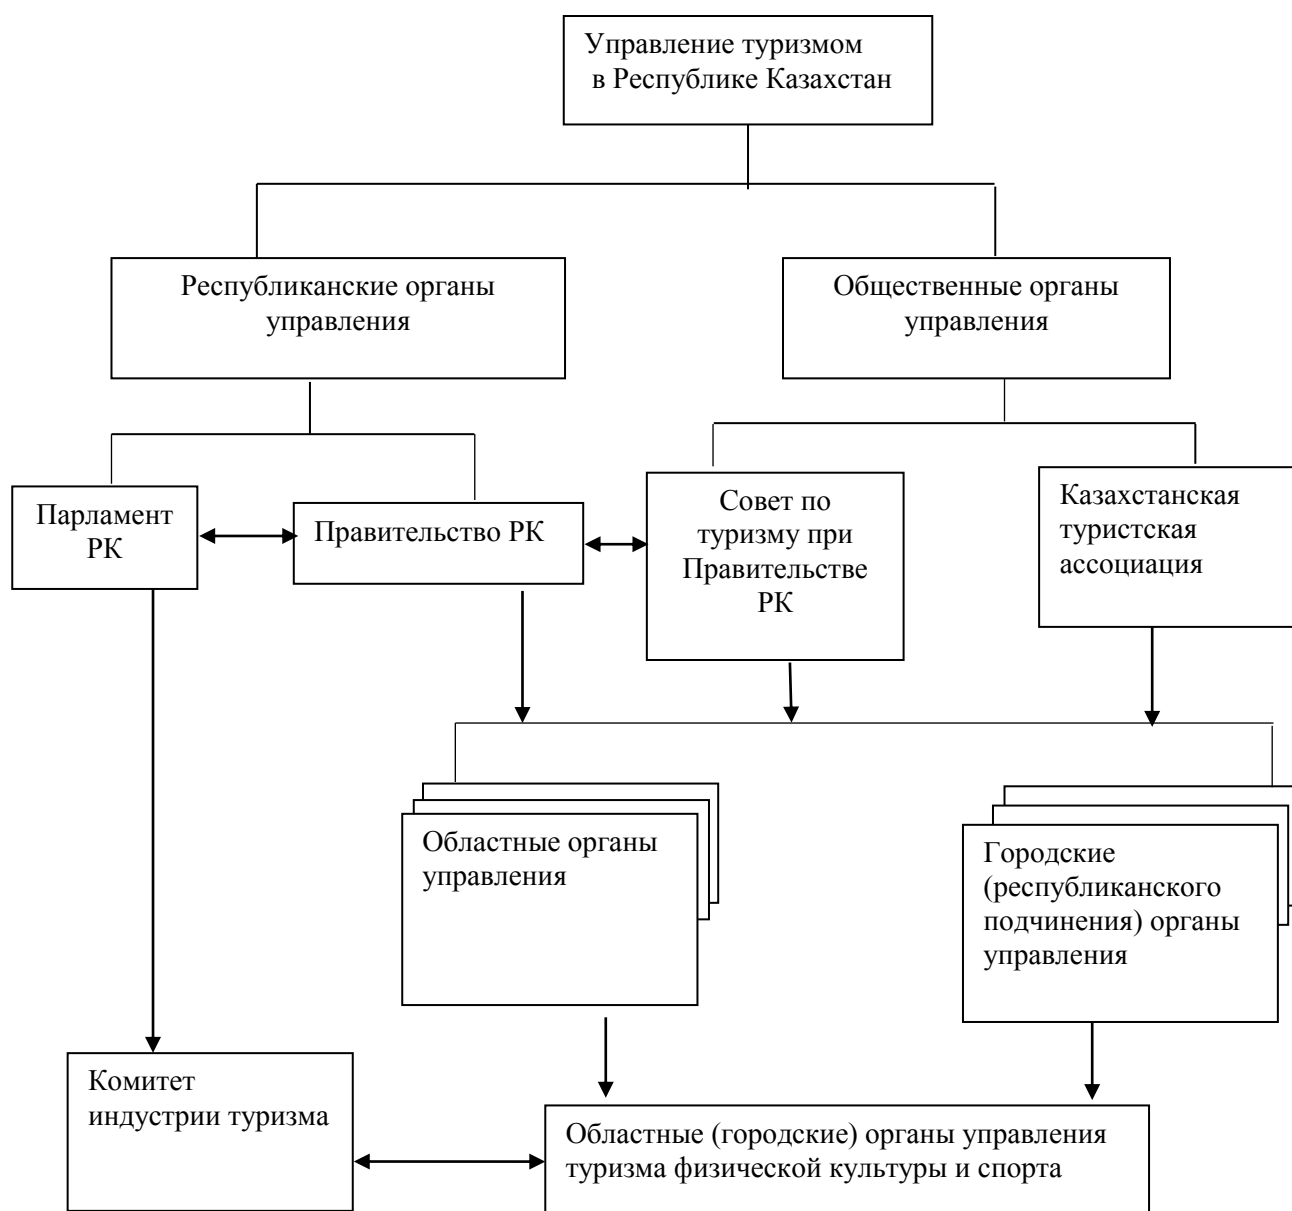 Управление туризмом
в Республике Казахстан
Республиканские органы
управления
Общественные органы
управления
Парламент
РК
Правительство РК
Совет по
туризму при
Правительстве
РК
Казахстанская
туристская
ассоциация
Областные органы
управления
Городские
(республиканского
подчинения) органы
управления
Комитет
индустрии туризма
Областные (городские) органы управления
туризма физической культуры и спорта